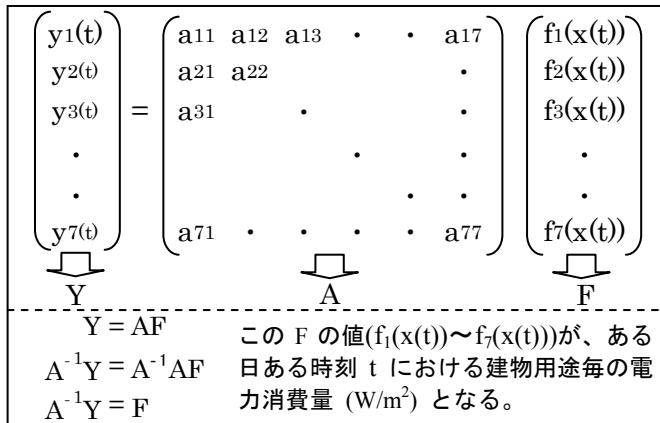 y1(t) a11 a12 a13 ・ ・ a17 f1(x(t))
y2(t) a21 a22 ・ f2(x(t))
y3(t) = a31 ・ ・ f3(x(t))
・ ・ ・ ・
・ ・ ・ ・
y7(t) a71 ・ ・ ・ ・ a77 f7(x(t))
Y A F
Y = AF
A⁻¹Y = A⁻¹AF
A⁻¹Y = F
この F の値(f₁(x(t))～f₇(x(t)))が、ある
日ある時刻 t における建物用途毎の電
力消費量 (W/m²) となる。